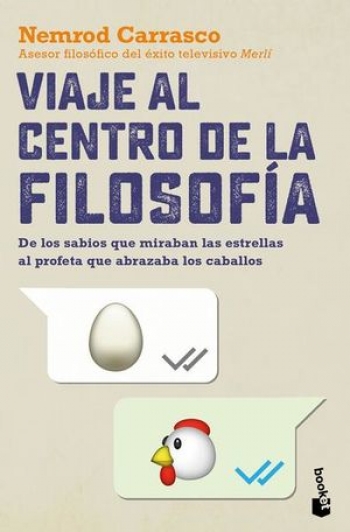 Nemrod Carrasco
Asesor filosófico del éxito televisivo Merlí
VIAJE AL
CENTRO DE LA
FILOSOFÍA
De los sabios que miraban las estrellas
al profeta que abrazaba los caballos
booket